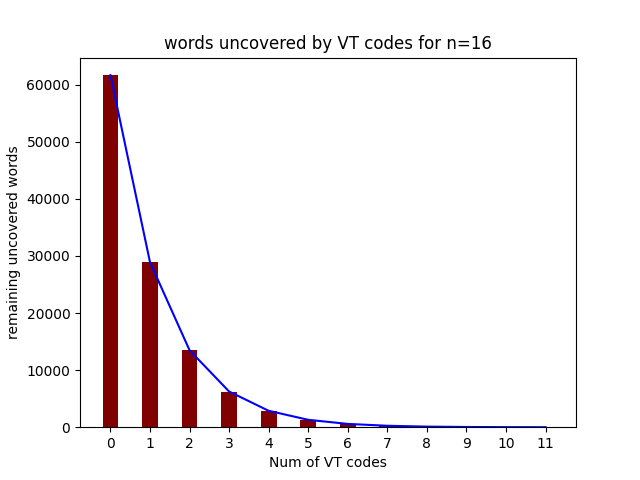 words uncovered by VT codes for n=16
remaining uncovered words
60000
50000
40000
30000
20000
10000
0
0 1 2 3 4 5 6 7 8 9 10 11
Num of VT codes